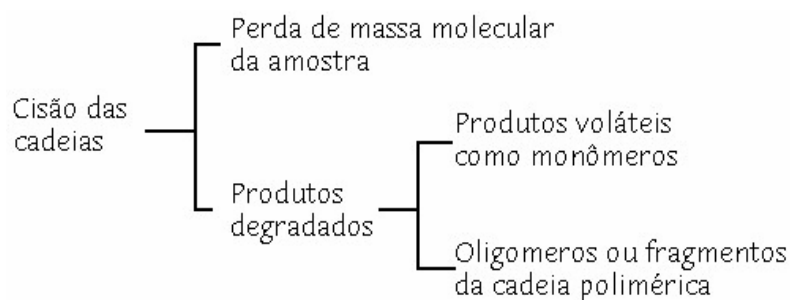 Perda de massa molecular
da amostra
Cisão das
cadeias
Produtos voláteis
como monômeros
Produtos
degradados
Oligomeros ou fragmentos
da cadeia polimérica